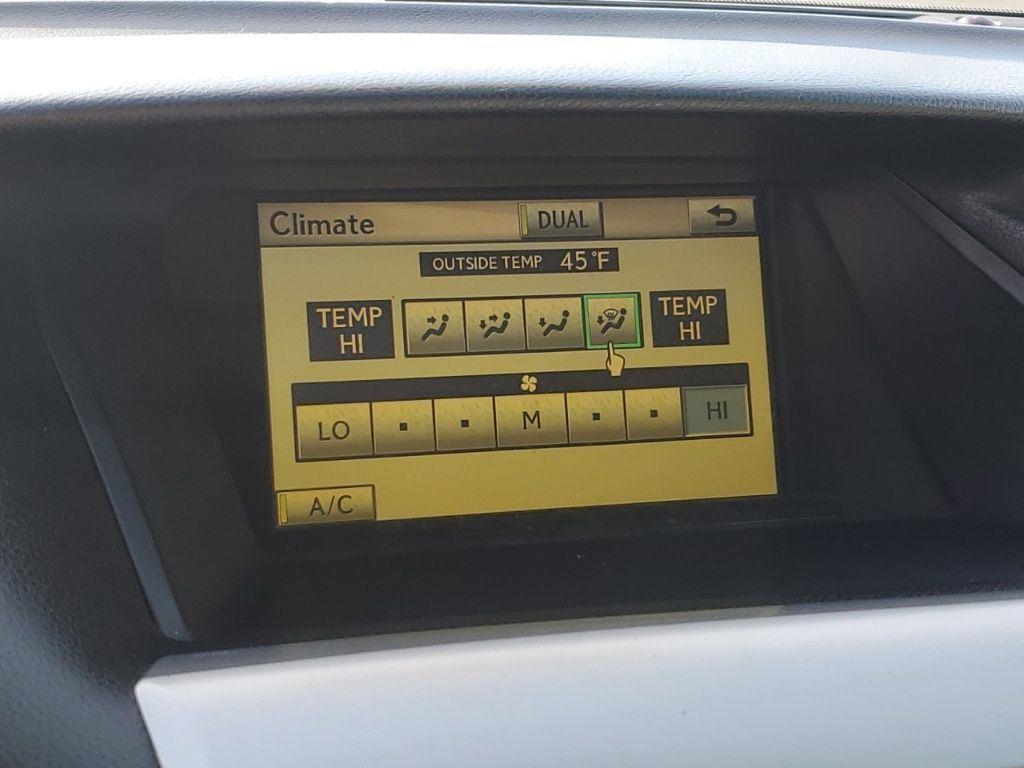 Climate DUAL
OUTSIDE TEMP 45°F
TEMP
HI
TEMP
HI
LO M HI
A/C